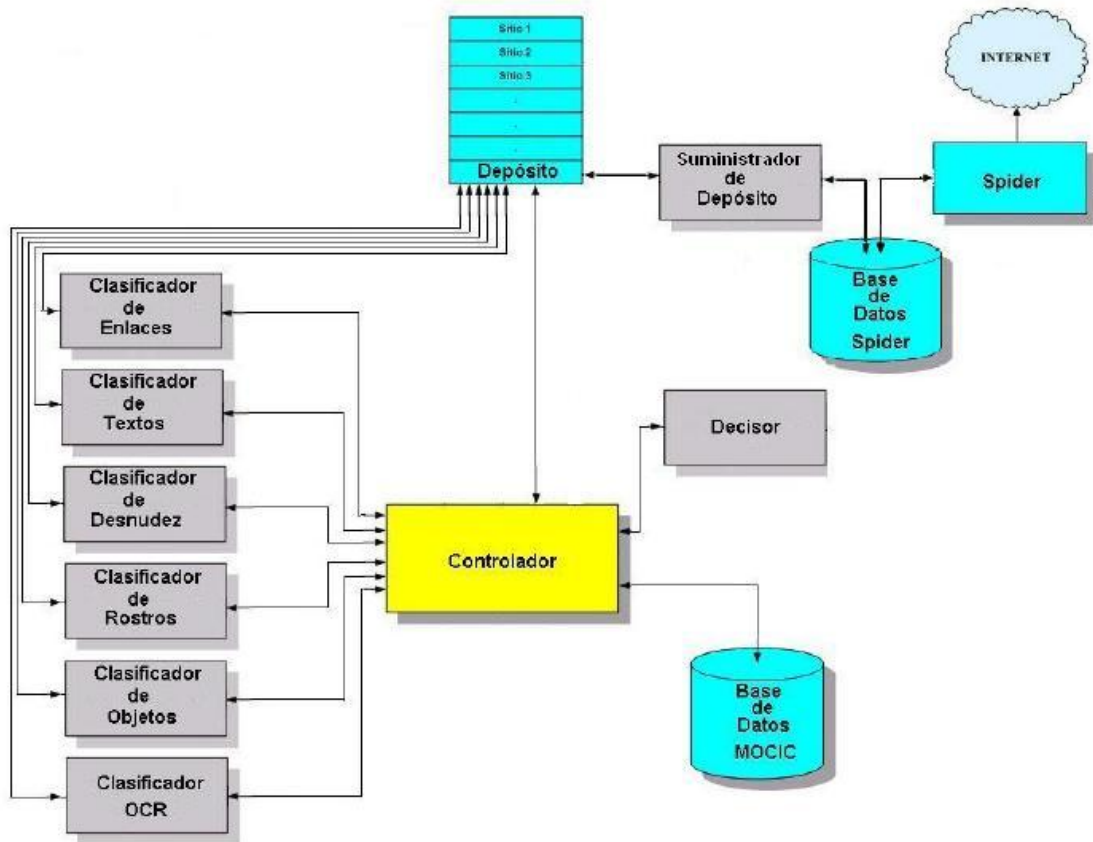 Sitio 1
Sitio 2
Sitio 3
.
.
.
Depósito
INTERNET
Suministrador
de
Depósito
Spider
Base
de
Datos
Spider
Clasificador
de
Enlaces
Clasificador
de
Textos
Decisor
Clasificador
de
Desnudez
Controlador
Clasificador
de
Rostros
Clasificador
de
Objetos
Base
de
Datos
MOCIC
Clasificador
OCR